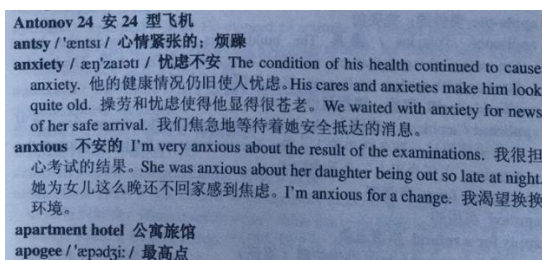 Antonov 24 安24 型飞机
antsy / 'æntsɪ / 心情紧张的; 烦躁
anxiety / æŋ'zaɪətɪ / 忧虑不安 The condition of his health continued to cause
anxiety. 他的健康情况仍旧使人忧虑。His cares and anxieties make him look
quite old. 操劳和忧虑使得他显得很苍老。We waited with anxiety for news
of her safe arrival. 我们焦急地等待着她安全抵达的消息。
anxious 不安的 I'm very anxious about the result of the examinations. 我很担
心考试的结果。She was anxious about her daughter being out so late at night.
她为女儿这么晚还不回家感到焦虑。I'm anxious for a change. 我渴望换换
环境。
apartment hotel 公寓旅馆
apogee / 'æpədʒi: / 最高点